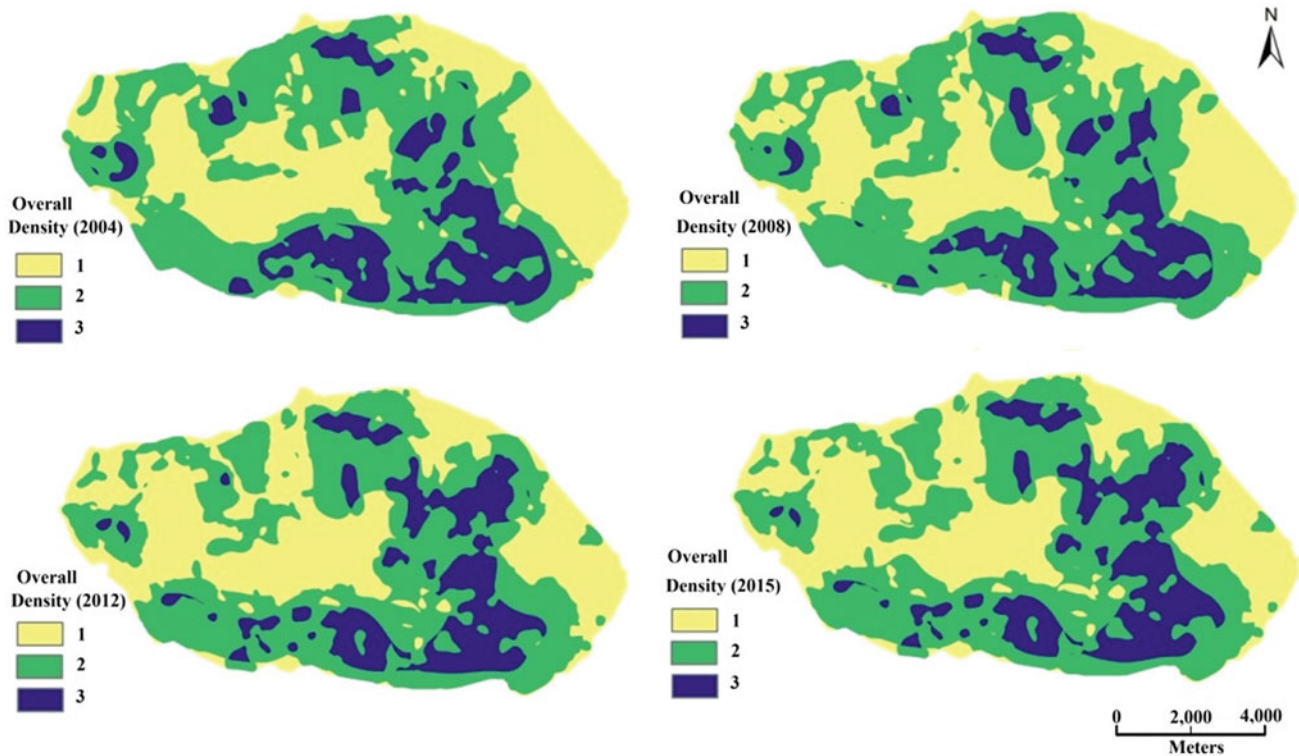 N
Overall
Density (2004)
1
2
3
Overall
Density (2008)
1
2
3
Overall
Density (2012)
1
2
3
Overall
Density (2015)
1
2
3
0 2,000 4,000
Meters